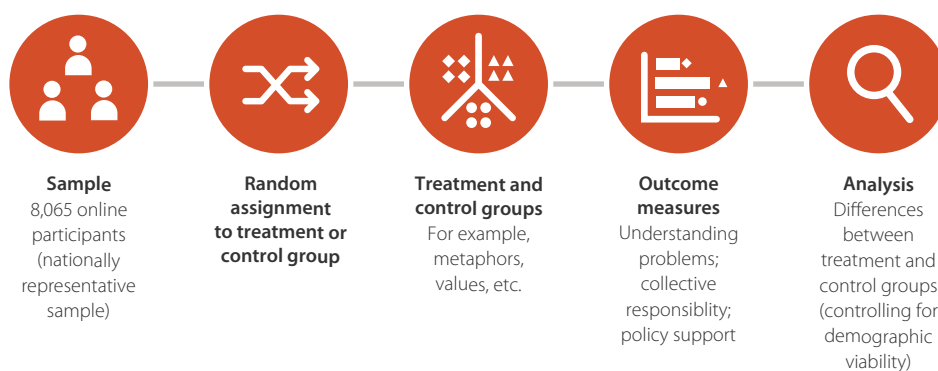 Sample
8,065 online
participants
(nationally
representative
sample)
Random
assignment
to treatment or
control group
Treatment and
control groups
For example,
metaphors,
values, etc.
Outcome
measures
Understanding
problems;
collective
responsiblity;
policy support
Analysis
Differences
between
treatment and
control groups
(controlling for
demographic
viability)